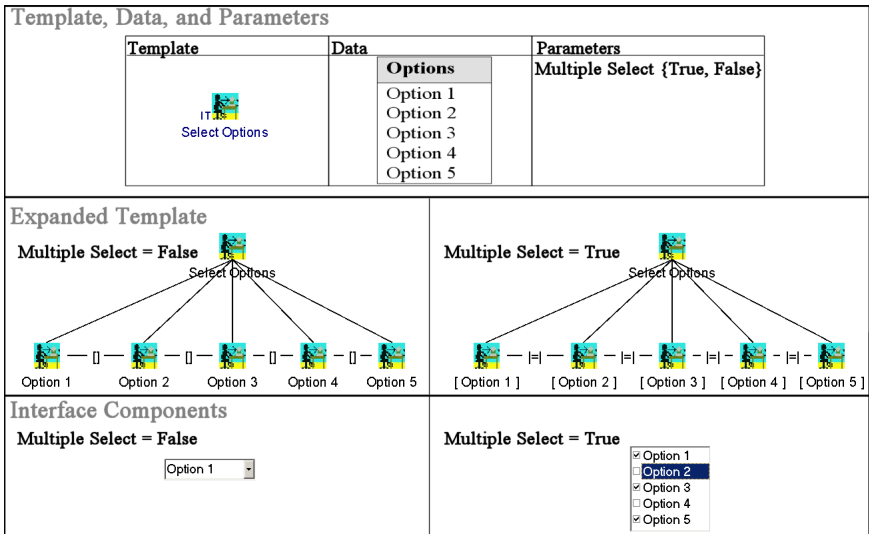 Template, Data, and Parameters
Template
Data
Parameters
IT
Select Options
Options
Option 1
Option 2
Option 3
Option 4
Option 5
Multiple Select {True, False}
Expanded Template
Multiple Select = False
Select Options
[] [] [] []
Option 1 Option 2 Option 3 Option 4 Option 5
Multiple Select = True
Select Options
|=| |=| |=| |=|
[ Option 1 ] [ Option 2 ] [ Option 3 ] [ Option 4 ] [ Option 5 ]
Interface Components
Multiple Select = False
Option 1
Multiple Select = True
Option 1
Option 2
Option 3
Option 4
Option 5